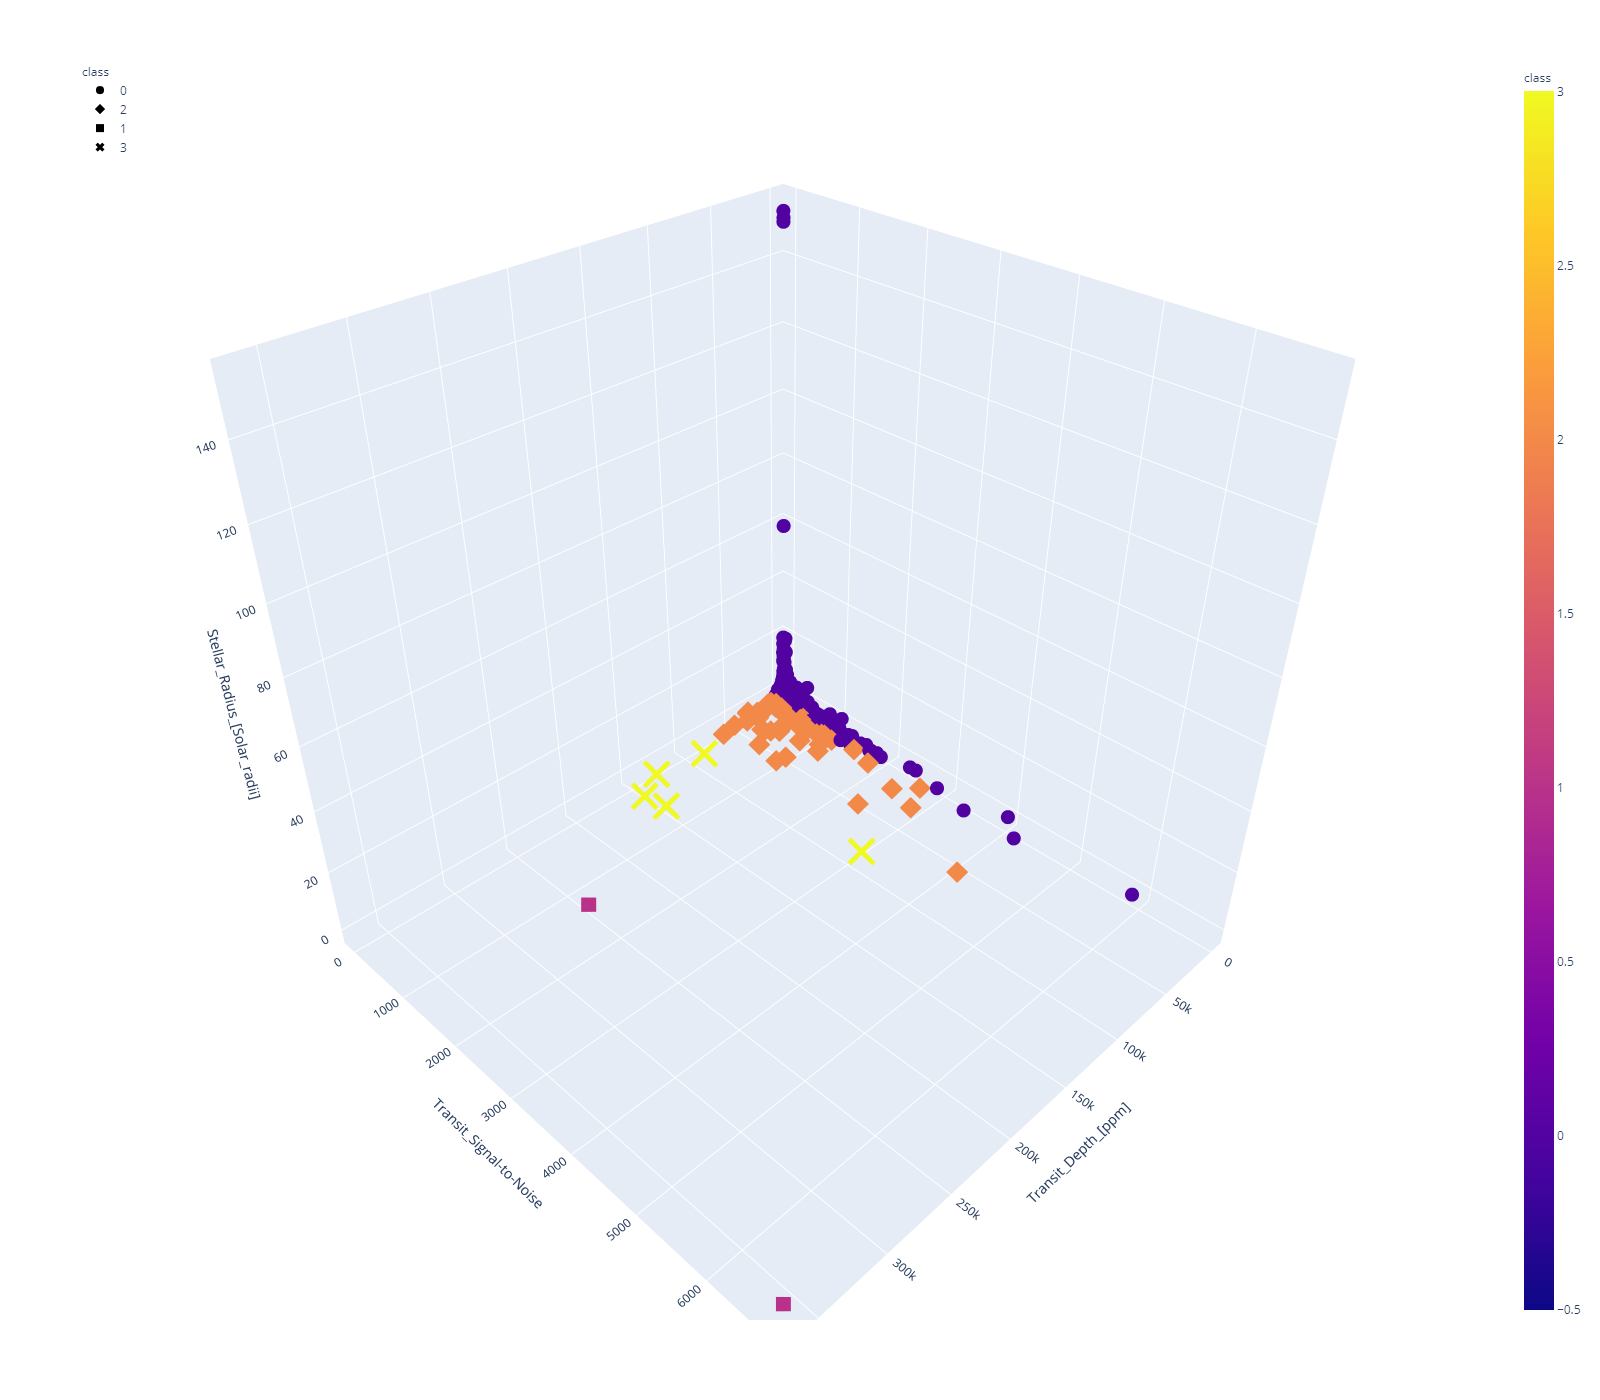 class
0
2
1
3
class
3
2.5
2
1.5
1
0.5
0
−0.5
140
120
100
80
60
40
20
0
Stellar_Radius_[Solar_radii]
0
1000
2000
3000
4000
5000
6000
Transit_Signal-to-Noise
0
50k
100k
150k
200k
250k
300k
Transit_Depth_[ppm]